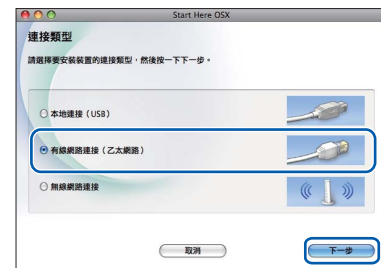 Start Here OSX
連接類型
請選擇要安裝裝置的連接類型，然後按一下下一步。
本地連接（USB）
有線網路連接（乙太網路）
無線網路連接
取消
下一步